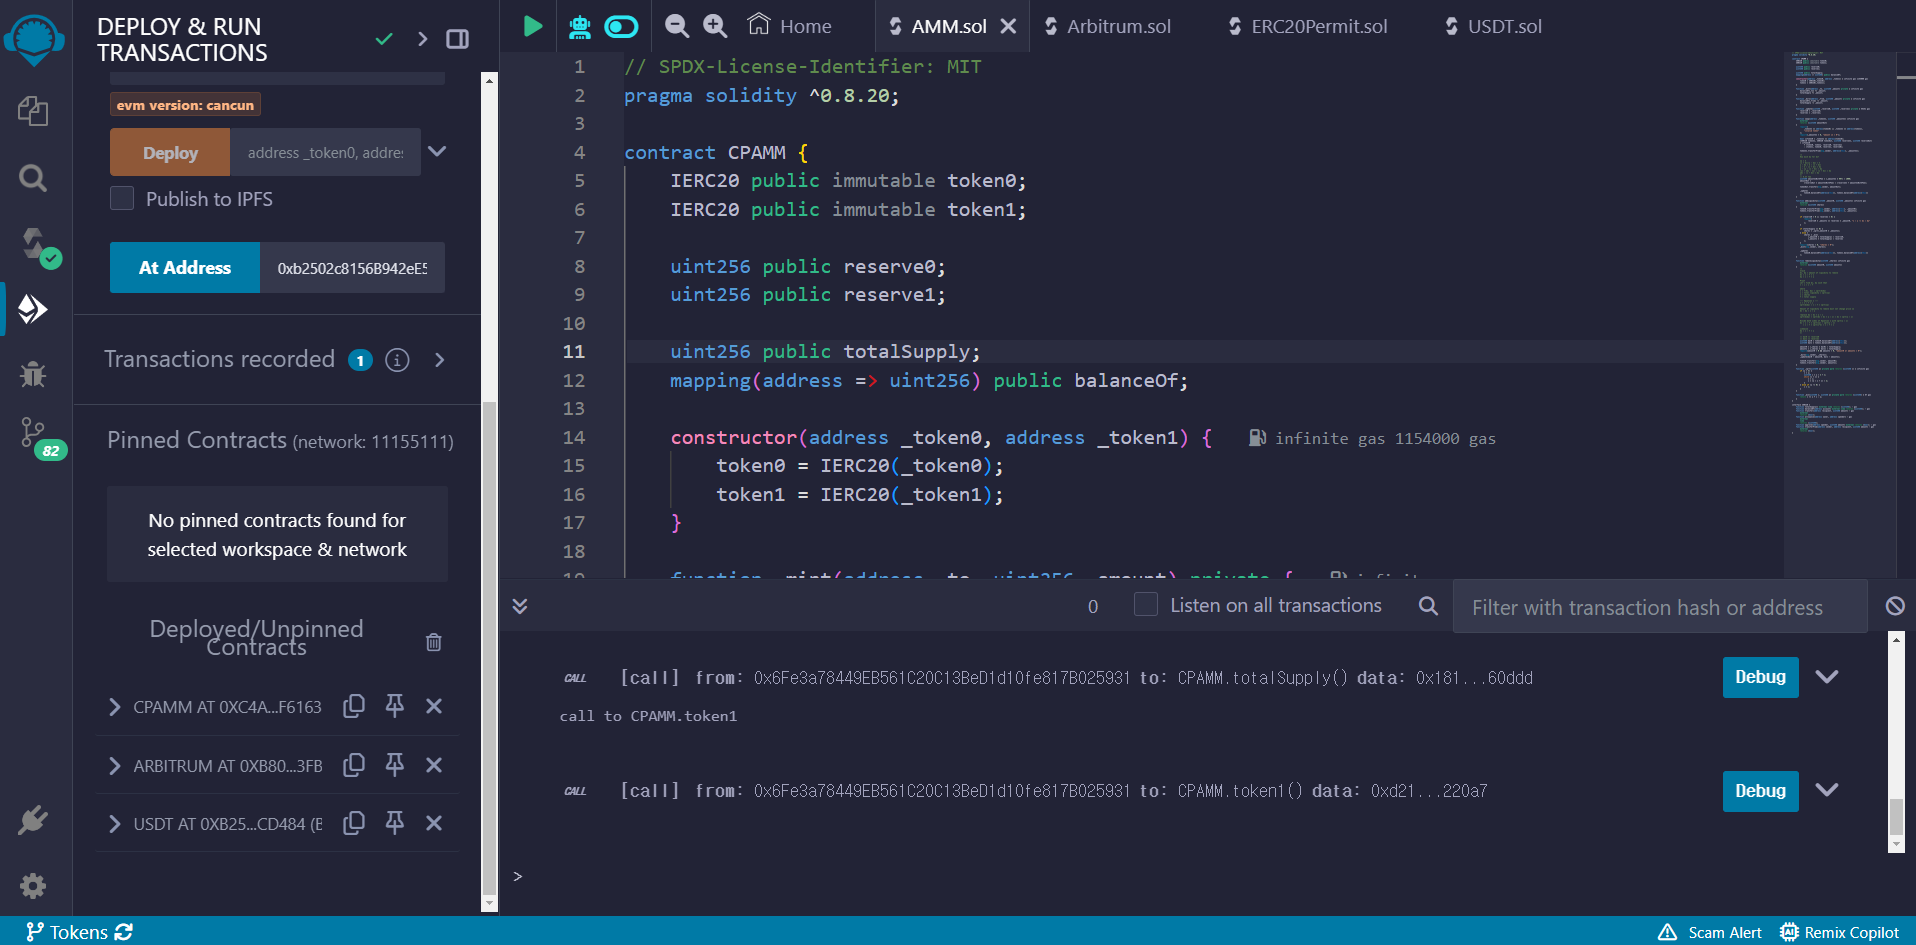 DEPLOY & RUN
TRANSACTIONS
evm version: cancun
Deploy
address _token0, addre
Publish to IPFS
At Address
0xb2502c8156B942eE5
Transactions recorded 1
Pinned Contracts (network: 11155111)
No pinned contracts found for
selected workspace & network
Deployed/Unpinned
Contracts
CPAMM AT 0XC4A...F6163
ARBITRUM AT 0XB80...3FB
USDT AT 0XB25...CD484 (
82
Home
AMM.sol
Arbitrum.sol
ERC20Permit.sol
USDT.sol
1 // SPDX-License-Identifier: MIT
2 pragma solidity ^0.8.20;
3
4 contract CPAMM {
5 IERC20 public immutable token0;
6 IERC20 public immutable token1;
7
8 uint256 public reserve0;
9 uint256 public reserve1;
10
11 uint256 public totalSupply;
12 mapping(address => uint256) public balanceOf;
13
14 constructor(address _token0, address _token1) { infinite gas 1154000 gas
15 token0 = IERC20(_token0);
16 token1 = IERC20(_token1);
17 }
18
19 function _mint(address _to, uint256 _amount) private { infinite
0
Listen on all transactions
Filter with transaction hash or address
CALL [call] from: 0x6Fe3a78449EB561C20C13BeD1d10fe817B025931 to: CPAMM.totalSupply() data: 0x181...60ddd
Debug
call to CPAMM.token1
CALL [call] from: 0x6Fe3a78449EB561C20C13BeD1d10fe817B025931 to: CPAMM.token1() data: 0xd21...220a7
Debug
>
Tokens
Scam Alert
Remix Copilot